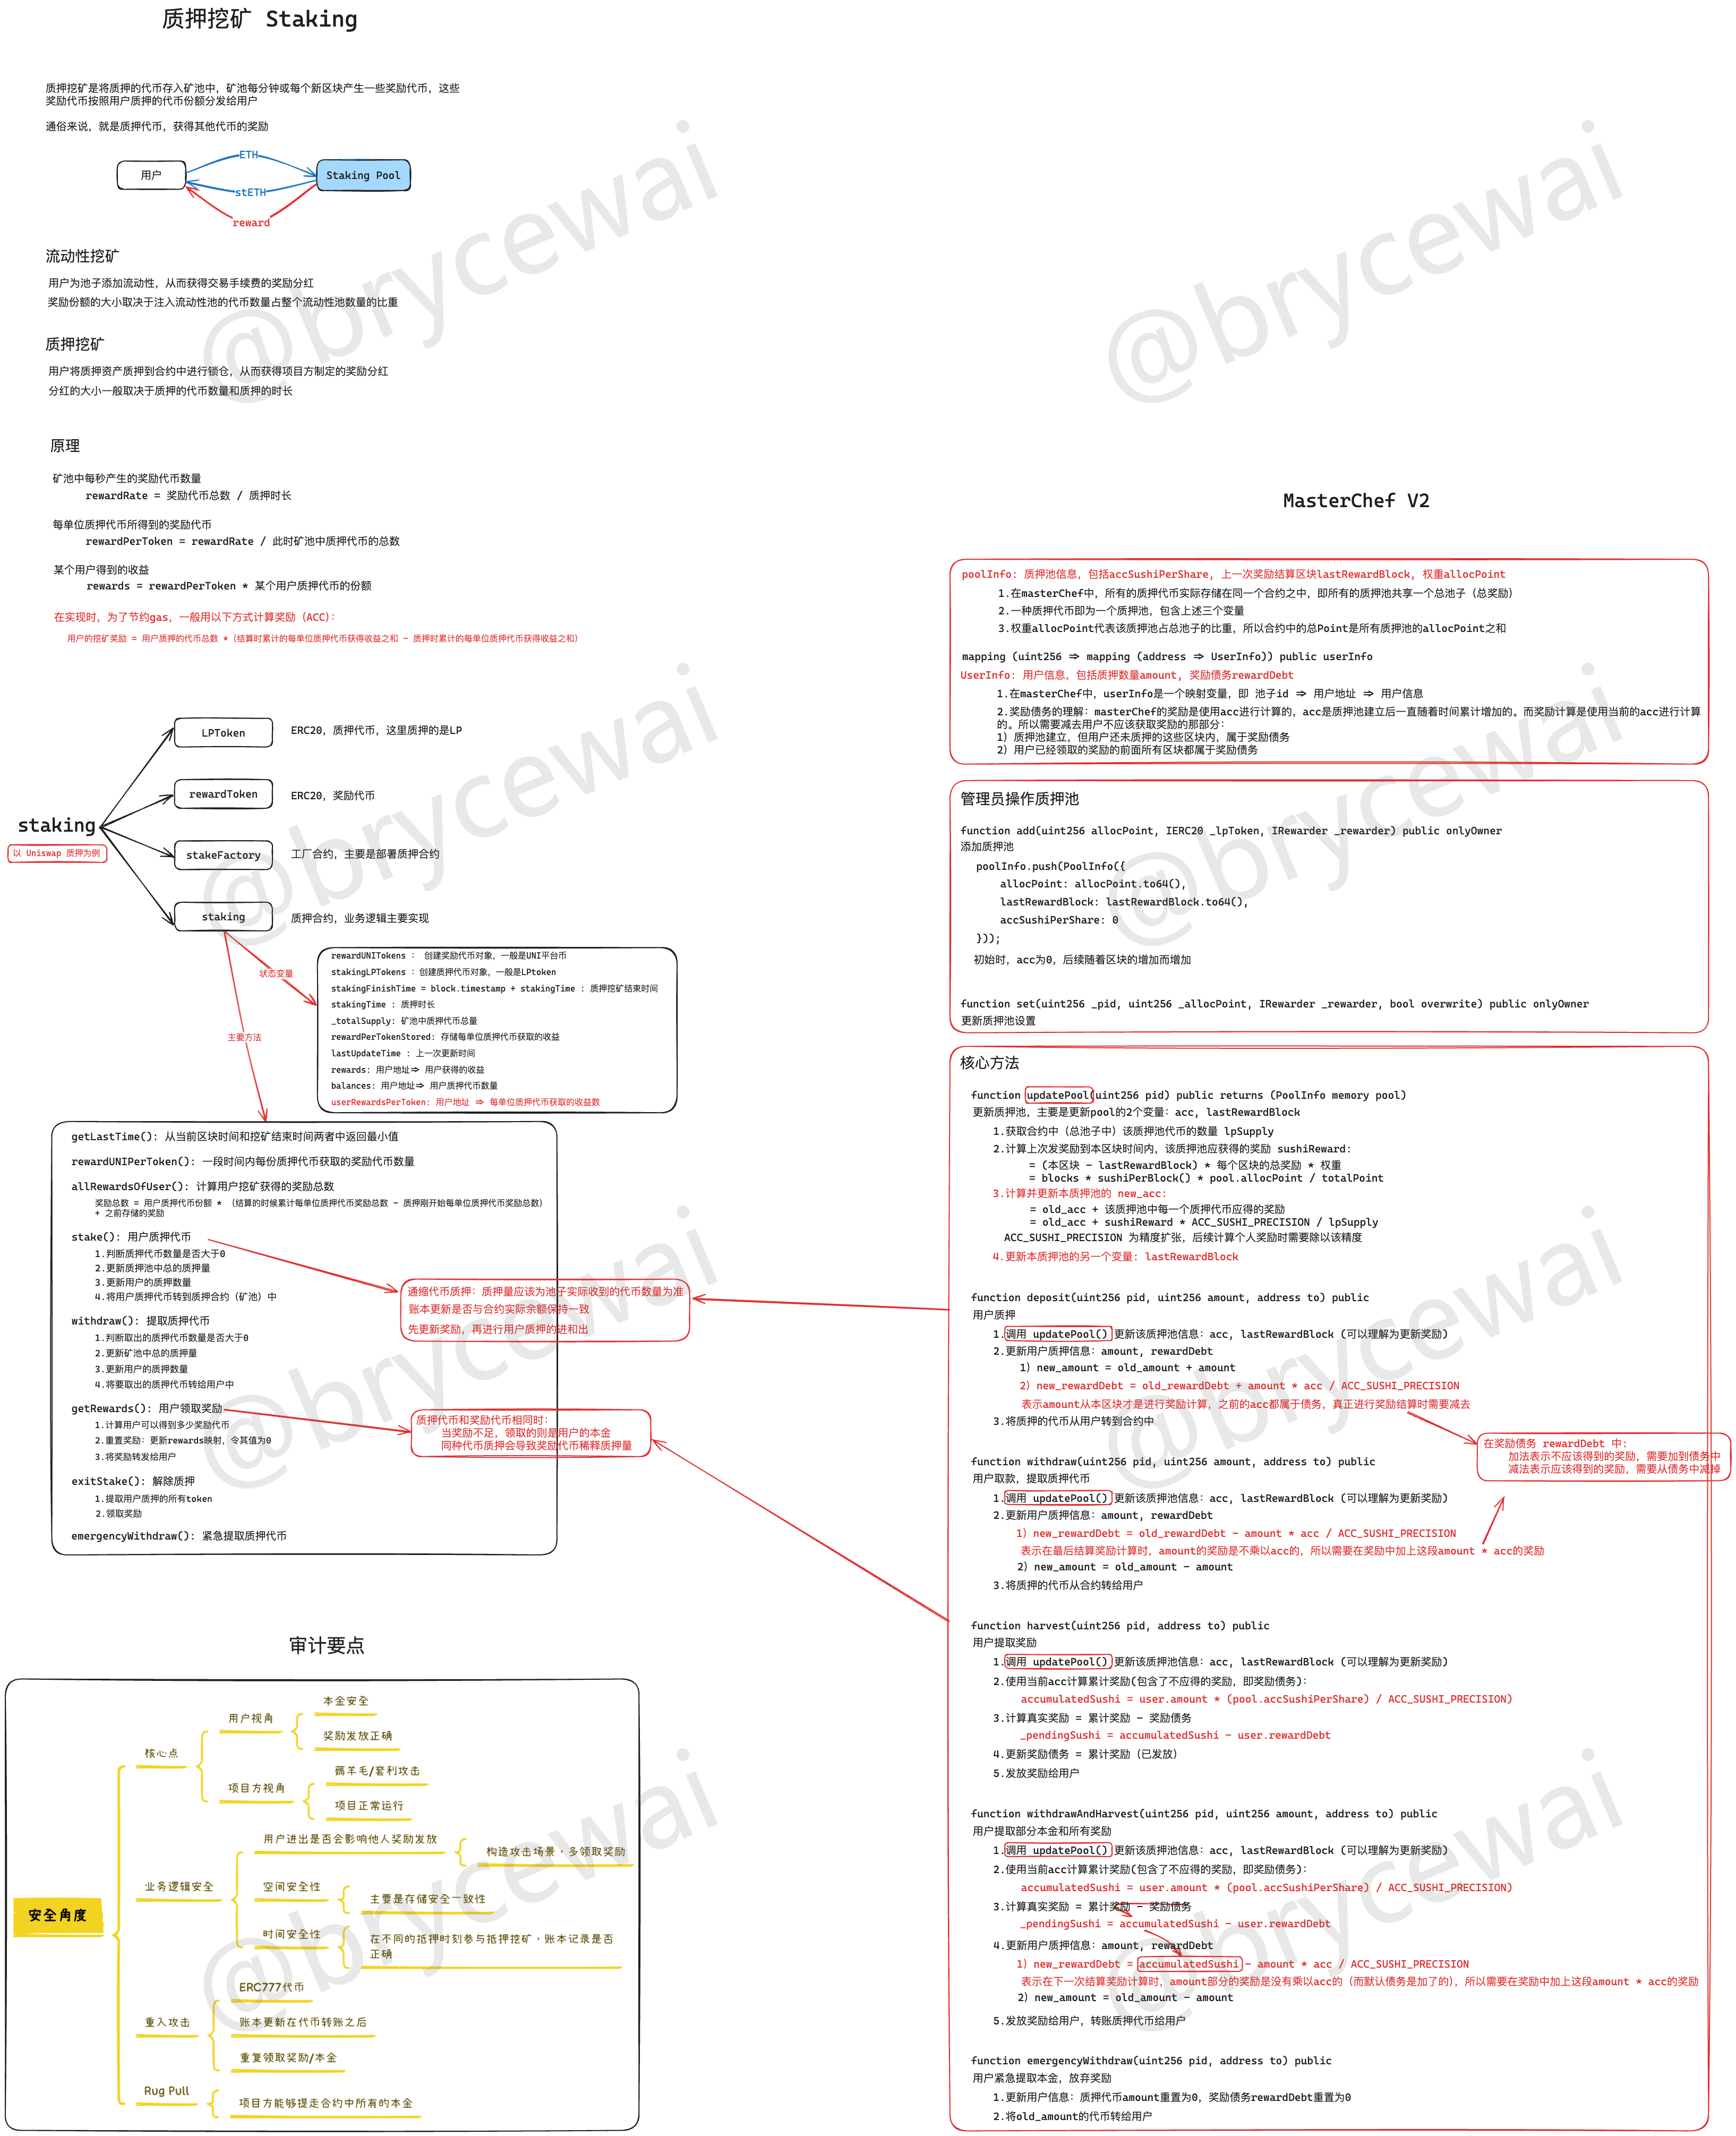 质押挖矿 Staking
质押挖矿是将质押的代币存入矿池中，矿池每分钟或每个新区块产生一些奖励代币，这些
奖励代币按照用户质押的代币份额分发给用户
通俗来说，就是质押代币，获得其他代币的奖励
用户
ETH
stETH
reward
Staking Pool
流动性挖矿
用户为池子添加流动性，从而获得交易手续费的奖励分红
奖励份额的大小取决于注入流动性池的代币数量占整个流动性池数量的比重
质押挖矿
用户将质押资产质押到合约中进行锁仓，从而获得项目方制定的奖励分红
分红的大小一般取决于质押的代币数量和质押的时长
原理
矿池中每秒产生的奖励代币数量
rewardRate = 奖励代币总数 / 质押时长
每单位质押代币所得到的奖励代币
rewardPerToken = rewardRate / 此时矿池中质押代币的总数
某个用户得到的收益
rewards = rewardPerToken * 某个用户质押代币的份额
在实现时，为了节约gas，一般用以下方式计算奖励（ACC）：
用户的挖矿奖励 = 用户质押的代币总数 *（结算时累计的每单位质押代币获得收益之和 - 质押时累计的每单位质押代币获得收益之和）
staking
以 Uniswap 质押为例
LPToken
ERC20，质押代币，这里质押的是LP
rewardToken
ERC20，奖励代币
stakeFactory
工厂合约，主要是部署质押合约
staking
质押合约，业务逻辑主要实现
状态变量
主要方法
rewardUNITokens ： 创建奖励代币对象，一般是UNI平台币
stakingLPTokens ：创建质押代币对象，一般是LPtoken
stakingFinishTime = block.timestamp + stakingTime : 质押挖矿结束时间
stakingTime : 质押时长
_totalSupply: 矿池中质押代币总量
rewardPerTokenStored: 存储每单位质押代币获取的收益
lastUpdateTime : 上一次更新时间
rewards: 用户地址=> 用户获得的收益
balances: 用户地址=> 用户质押代币数量
userRewardsPerToken: 用户地址 => 每单位质押代币获取的收益数
getLastTime(): 从当前区块时间和挖矿结束时间两者中返回最小值
rewardUNIPerToken(): 一段时间内每份质押代币获取的奖励代币数量
allRewardsOfUser(): 计算用户挖矿获得的奖励总数
奖励总数 = 用户质押代币份额 * （结算的时候累计每单位质押代币奖励总数 - 质押刚开始每单位质押代币奖励总数）
+ 之前存储的奖励
stake(): 用户质押代币
1.判断质押代币数量是否大于0
2.更新质押池中总的质押量
3.更新用户的质押数量
4.将用户质押代币转到质押合约（矿池）中
withdraw(): 提取质押代币
1.判断取出的质押代币数量是否大于0
2.更新矿池中总的质押量
3.更新用户的质押数量
4.将要取出的质押代币转给用户中
getRewards(): 用户领取奖励
1.计算用户可以得到多少奖励代币
2.重置奖励: 更新rewards映射，令其值为0
3.将奖励转发给用户
exitStake(): 解除质押
1.提取用户质押的所有token
2.领取奖励
emergencyWithdraw(): 紧急提取质押代币
通缩代币质押：质押量应该为池子实际收到的代币数量为准
账本更新是否与合约实际余额保持一致
先更新奖励，再进行用户质押的进和出
质押代币和奖励代币相同时：
当奖励不足，领取的则是用户的本金
同种代币质押会导致奖励代币稀释质押量
审计要点
安全角度
核心点
用户视角
本金安全
奖励发放正确
项目方视角
薅羊毛/套利攻击
项目正常运行
业务逻辑安全
用户进出是否会影响他人奖励发放
构造攻击场景，多领取奖励
空间安全性
主要是存储安全一致性
时间安全性
在不同的抵押时刻参与抵押挖矿，账本记录是否
正确
重入攻击
ERC777代币
账本更新在代币转账之后
重复领取奖励/本金
Rug Pull
项目方能够提走合约中所有的本金
MasterChef V2
poolInfo: 质押池信息，包括accSushiPerShare, 上一次奖励结算区块lastRewardBlock, 权重allocPoint
1.在masterChef中，所有的质押代币实际存储在同一个合约之中，即所有的质押池共享一个总池子（总奖励）
2.一种质押代币即为一个质押池，包含上述三个变量
3.权重allocPoint代表该质押池占总池子的比重，所以合约中的总Point是所有质押池的allocPoint之和
mapping (uint256 => mapping (address => UserInfo)) public userInfo
UserInfo: 用户信息，包括质押数量amount, 奖励债务rewardDebt
1.在masterChef中，userInfo是一个映射变量，即 池子id => 用户地址 => 用户信息
2.奖励债务的理解：masterChef的奖励是使用acc进行计算的，acc是质押池建立后一直随着时间累计增加的。而奖励计算是使用当前的acc进行计算
的。所以需要减去用户不应该获取奖励的那部分：
1）质押池建立，但用户还未质押的这些区块内，属于奖励债务
2）用户已经领取的奖励的前面所有区块都属于奖励债务
管理员操作质押池
function add(uint256 allocPoint, IERC20 _lpToken, IRewarder _rewarder) public onlyOwner
添加质押池
poolInfo.push(PoolInfo({
allocPoint: allocPoint.to64(),
lastRewardBlock: lastRewardBlock.to64(),
accSushiPerShare: 0
}));
初始时，acc为0，后续随着区块的增加而增加
function set(uint256 _pid, uint256 _allocPoint, IRewarder _rewarder, bool overwrite) public onlyOwner
更新质押池设置
核心方法
function updatePool(uint256 pid) public returns (PoolInfo memory pool)
更新质押池，主要是更新pool的2个变量：acc, lastRewardBlock
1.获取合约中（总池子中）该质押池代币的数量 lpSupply
2.计算上次发奖励到本区块时间内，该质押池应获得的奖励 sushiReward:
= (本区块 - lastRewardBlock) * 每个区块的总奖励 * 权重
= blocks * sushiPerBlock() * pool.allocPoint / totalPoint
3.计算并更新本质押池的 new_acc:
= old_acc + 该质押池中每一个质押代币应得的奖励
= old_acc + sushiReward * ACC_SUSHI_PRECISION / lpSupply
ACC_SUSHI_PRECISION 为精度扩张，后续计算个人奖励时需要除以该精度
4.更新本质押池的另一个变量: lastRewardBlock
function deposit(uint256 pid, uint256 amount, address to) public
用户质押
1.调用 updatePool() 更新该质押池信息: acc, lastRewardBlock (可以理解为更新奖励)
2.更新用户质押信息: amount, rewardDebt
1）new_amount = old_amount + amount
2）new_rewardDebt = old_rewardDebt + amount * acc / ACC_SUSHI_PRECISION
表示amount从本区块才是进行奖励计算，之前的acc都属于债务，真正进行奖励结算时需要减去
3.将质押的代币从用户转到合约中
在奖励债务 rewardDebt 中:
加法表示不应该得到的奖励，需要加到债务中
减法表示应该得到的奖励，需要从债务中减掉
function withdraw(uint256 pid, uint256 amount, address to) public
用户取款，提取质押代币
1.调用 updatePool() 更新该质押池信息: acc, lastRewardBlock (可以理解为更新奖励)
2.更新用户质押信息: amount, rewardDebt
1）new_rewardDebt = old_rewardDebt - amount * acc / ACC_SUSHI_PRECISION
表示在最后结算奖励计算时，amount的奖励是不乘以acc的，所以需要在奖励中加上这段amount * acc的奖励
2）new_amount = old_amount - amount
3.将质押的代币从合约转给用户
function harvest(uint256 pid, address to) public
用户提取奖励
1.调用 updatePool() 更新该质押池信息: acc, lastRewardBlock (可以理解为更新奖励)
2.使用当前acc计算累计奖励(包含了不应得的奖励，即奖励债务):
accumulatedSushi = user.amount * (pool.accSushiPerShare) / ACC_SUSHI_PRECISION)
3.计算真实奖励 = 累计奖励 - 奖励债务
_pendingSushi = accumulatedSushi - user.rewardDebt
4.更新奖励债务 = 累计奖励（已发放）
5.发放奖励给用户
function withdrawAndHarvest(uint256 pid, uint256 amount, address to) public
用户提取部分本金和所有奖励
1.调用 updatePool() 更新该质押池信息: acc, lastRewardBlock (可以理解为更新奖励)
2.使用当前acc计算累计奖励(包含了不应得的奖励，即奖励债务):
accumulatedSushi = user.amount * (pool.accSushiPerShare) / ACC_SUSHI_PRECISION)
3.计算真实奖励 = 累计奖励 - 奖励债务
_pendingSushi = accumulatedSushi - user.rewardDebt
4.更新用户质押信息: amount, rewardDebt
1）new_rewardDebt = accumulatedSushi - amount * acc / ACC_SUSHI_PRECISION
表示在下一次结算奖励计算时，amount部分的奖励是没有乘以acc的（而默认债务是加了的），所以需要在奖励中加上这段amount * acc的奖励
2）new_amount = old_amount - amount
5.发放奖励给用户，转账质押代币给用户
function emergencyWithdraw(uint256 pid, address to) public
用户紧急提取本金，放弃奖励
1.更新用户信息: 质押代币amount重置为0，奖励债务rewardDebt重置为0
2.将old_amount的代币转给用户
@brycewai
@brycewai
@brycewai
@brycewai
@brycewai
@brycewai
@brycewai
@brycewai